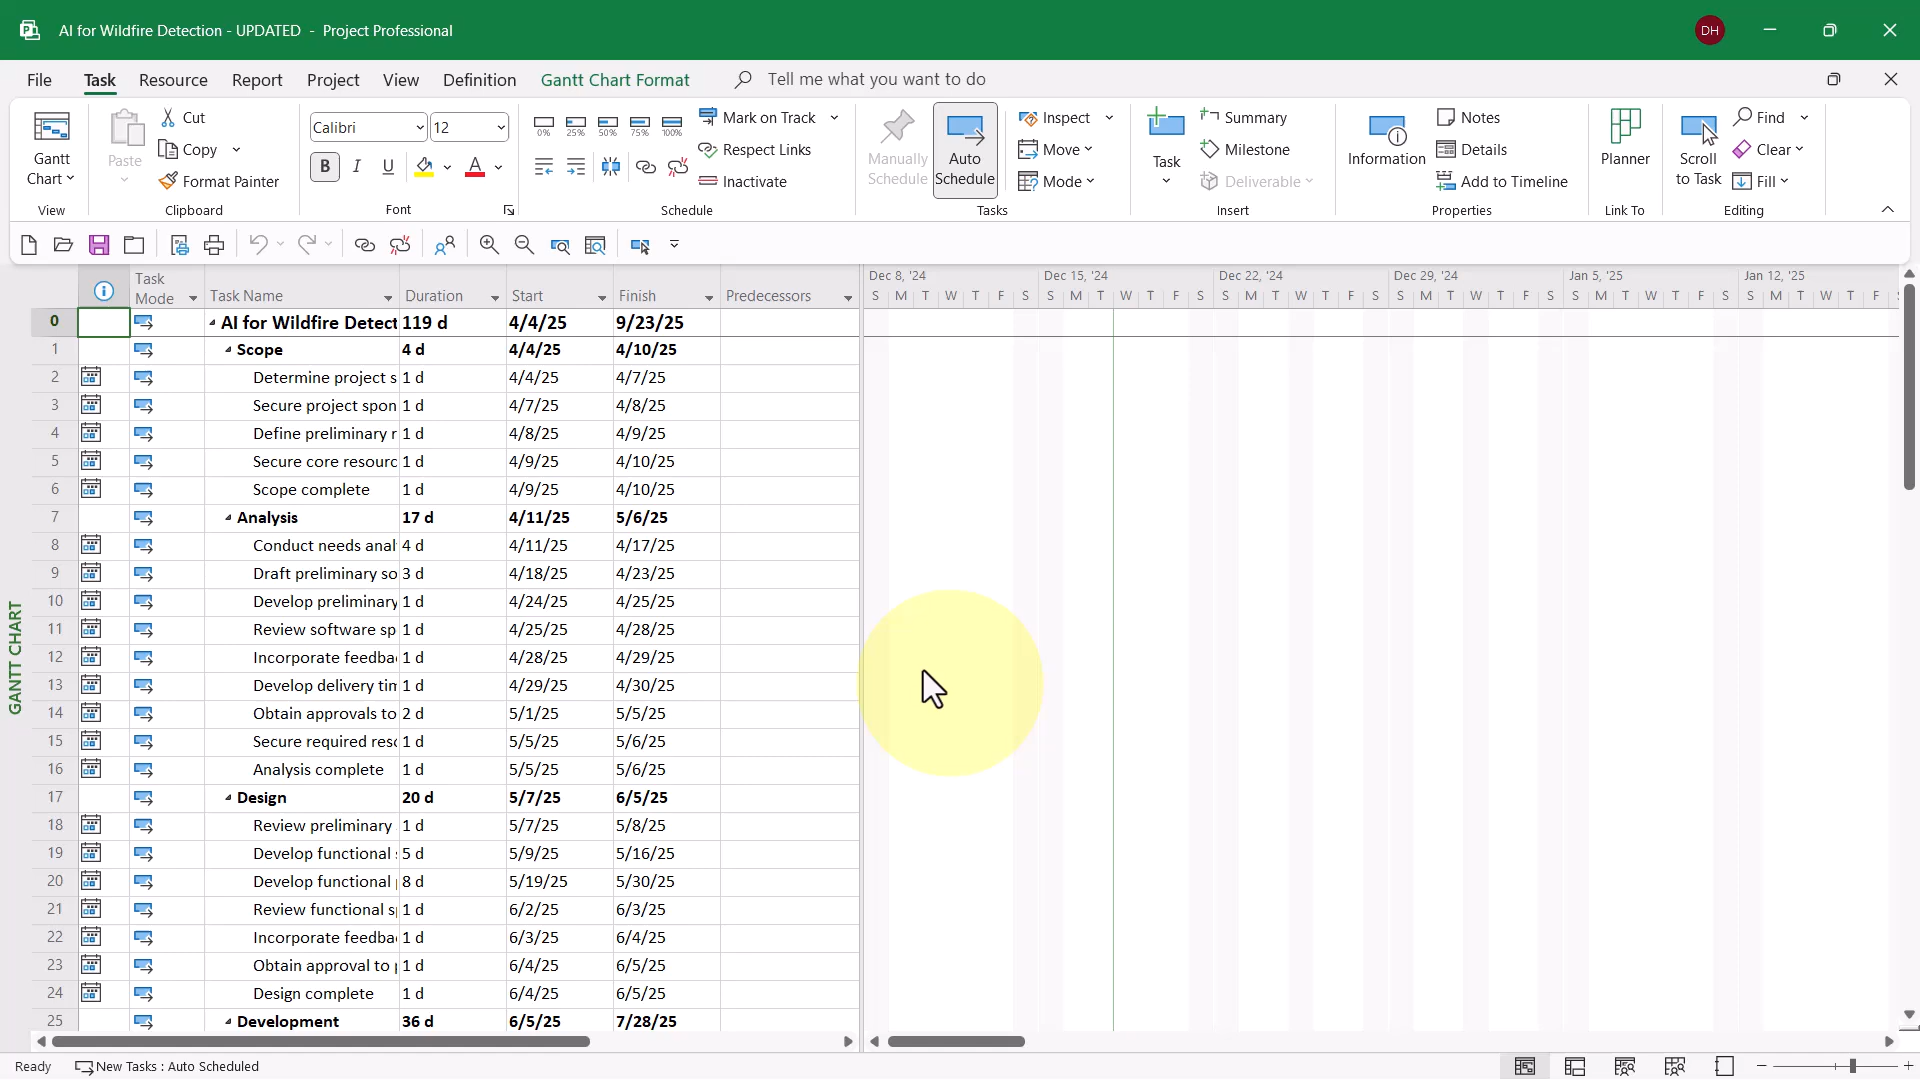 AI for Wildfire Detection - UPDATED - Project Professional
DH
File Task Resource Report Project View Definition Gantt Chart Format Tell me what you want to do
Gantt
Chart
View
Paste
Cut
Copy
Format Painter
Clipboard
Calibri 12
B I U A
Font
0% 25% 50% 75% 100%
Mark on Track
Respect Links
Inactivate
Schedule
Manually
Schedule
Auto
Schedule
Inspect
Move
Mode
Tasks
Task
Summary
Milestone
Deliverable
Insert
Information
Notes
Details
Add to Timeline
Properties
Planner
Link To
Scroll
to Task
Find
Clear
Fill
Editing
Task
Mode Task Name Duration Start Finish Predecessors
Dec 8, '24 Dec 15, '24 Dec 22, '24 Dec 29, '24 Jan 5, '25 Jan 12, '25
S M T W T F S S M T W T F S S M T W T F S S M T W T F S S M T W T F S S M T W T F
0 AI for Wildfire Detect 119 d 4/4/25 9/23/25
1 Scope 4 d 4/4/25 4/10/25
2 Determine project s 1 d 4/4/25 4/7/25
3 Secure project spon 1 d 4/7/25 4/8/25
4 Define preliminary r 1 d 4/8/25 4/9/25
5 Secure core resourc 1 d 4/9/25 4/10/25
6 Scope complete 1 d 4/9/25 4/10/25
7 Analysis 17 d 4/11/25 5/6/25
8 Conduct needs anal 4 d 4/11/25 4/17/25
9 Draft preliminary so 3 d 4/18/25 4/23/25
10 Develop preliminary 1 d 4/24/25 4/25/25
11 Review software sp 1 d 4/25/25 4/28/25
12 Incorporate feedba 1 d 4/28/25 4/29/25
13 Develop delivery tim 1 d 4/29/25 4/30/25
14 Obtain approvals to 2 d 5/1/25 5/5/25
15 Secure required reso 1 d 5/5/25 5/6/25
16 Analysis complete 1 d 5/5/25 5/6/25
17 Design 20 d 5/7/25 6/5/25
18 Review preliminary 1 d 5/7/25 5/8/25
19 Develop functional s 5 d 5/9/25 5/16/25
20 Develop functional 8 d 5/19/25 5/30/25
21 Review functional s 1 d 6/2/25 6/3/25
22 Incorporate feedba 1 d 6/3/25 6/4/25
23 Obtain approval to 1 d 6/4/25 6/5/25
24 Design complete 1 d 6/4/25 6/5/25
25 Development 36 d 6/5/25 7/28/25
GANTT CHART
Ready New Tasks : Auto Scheduled